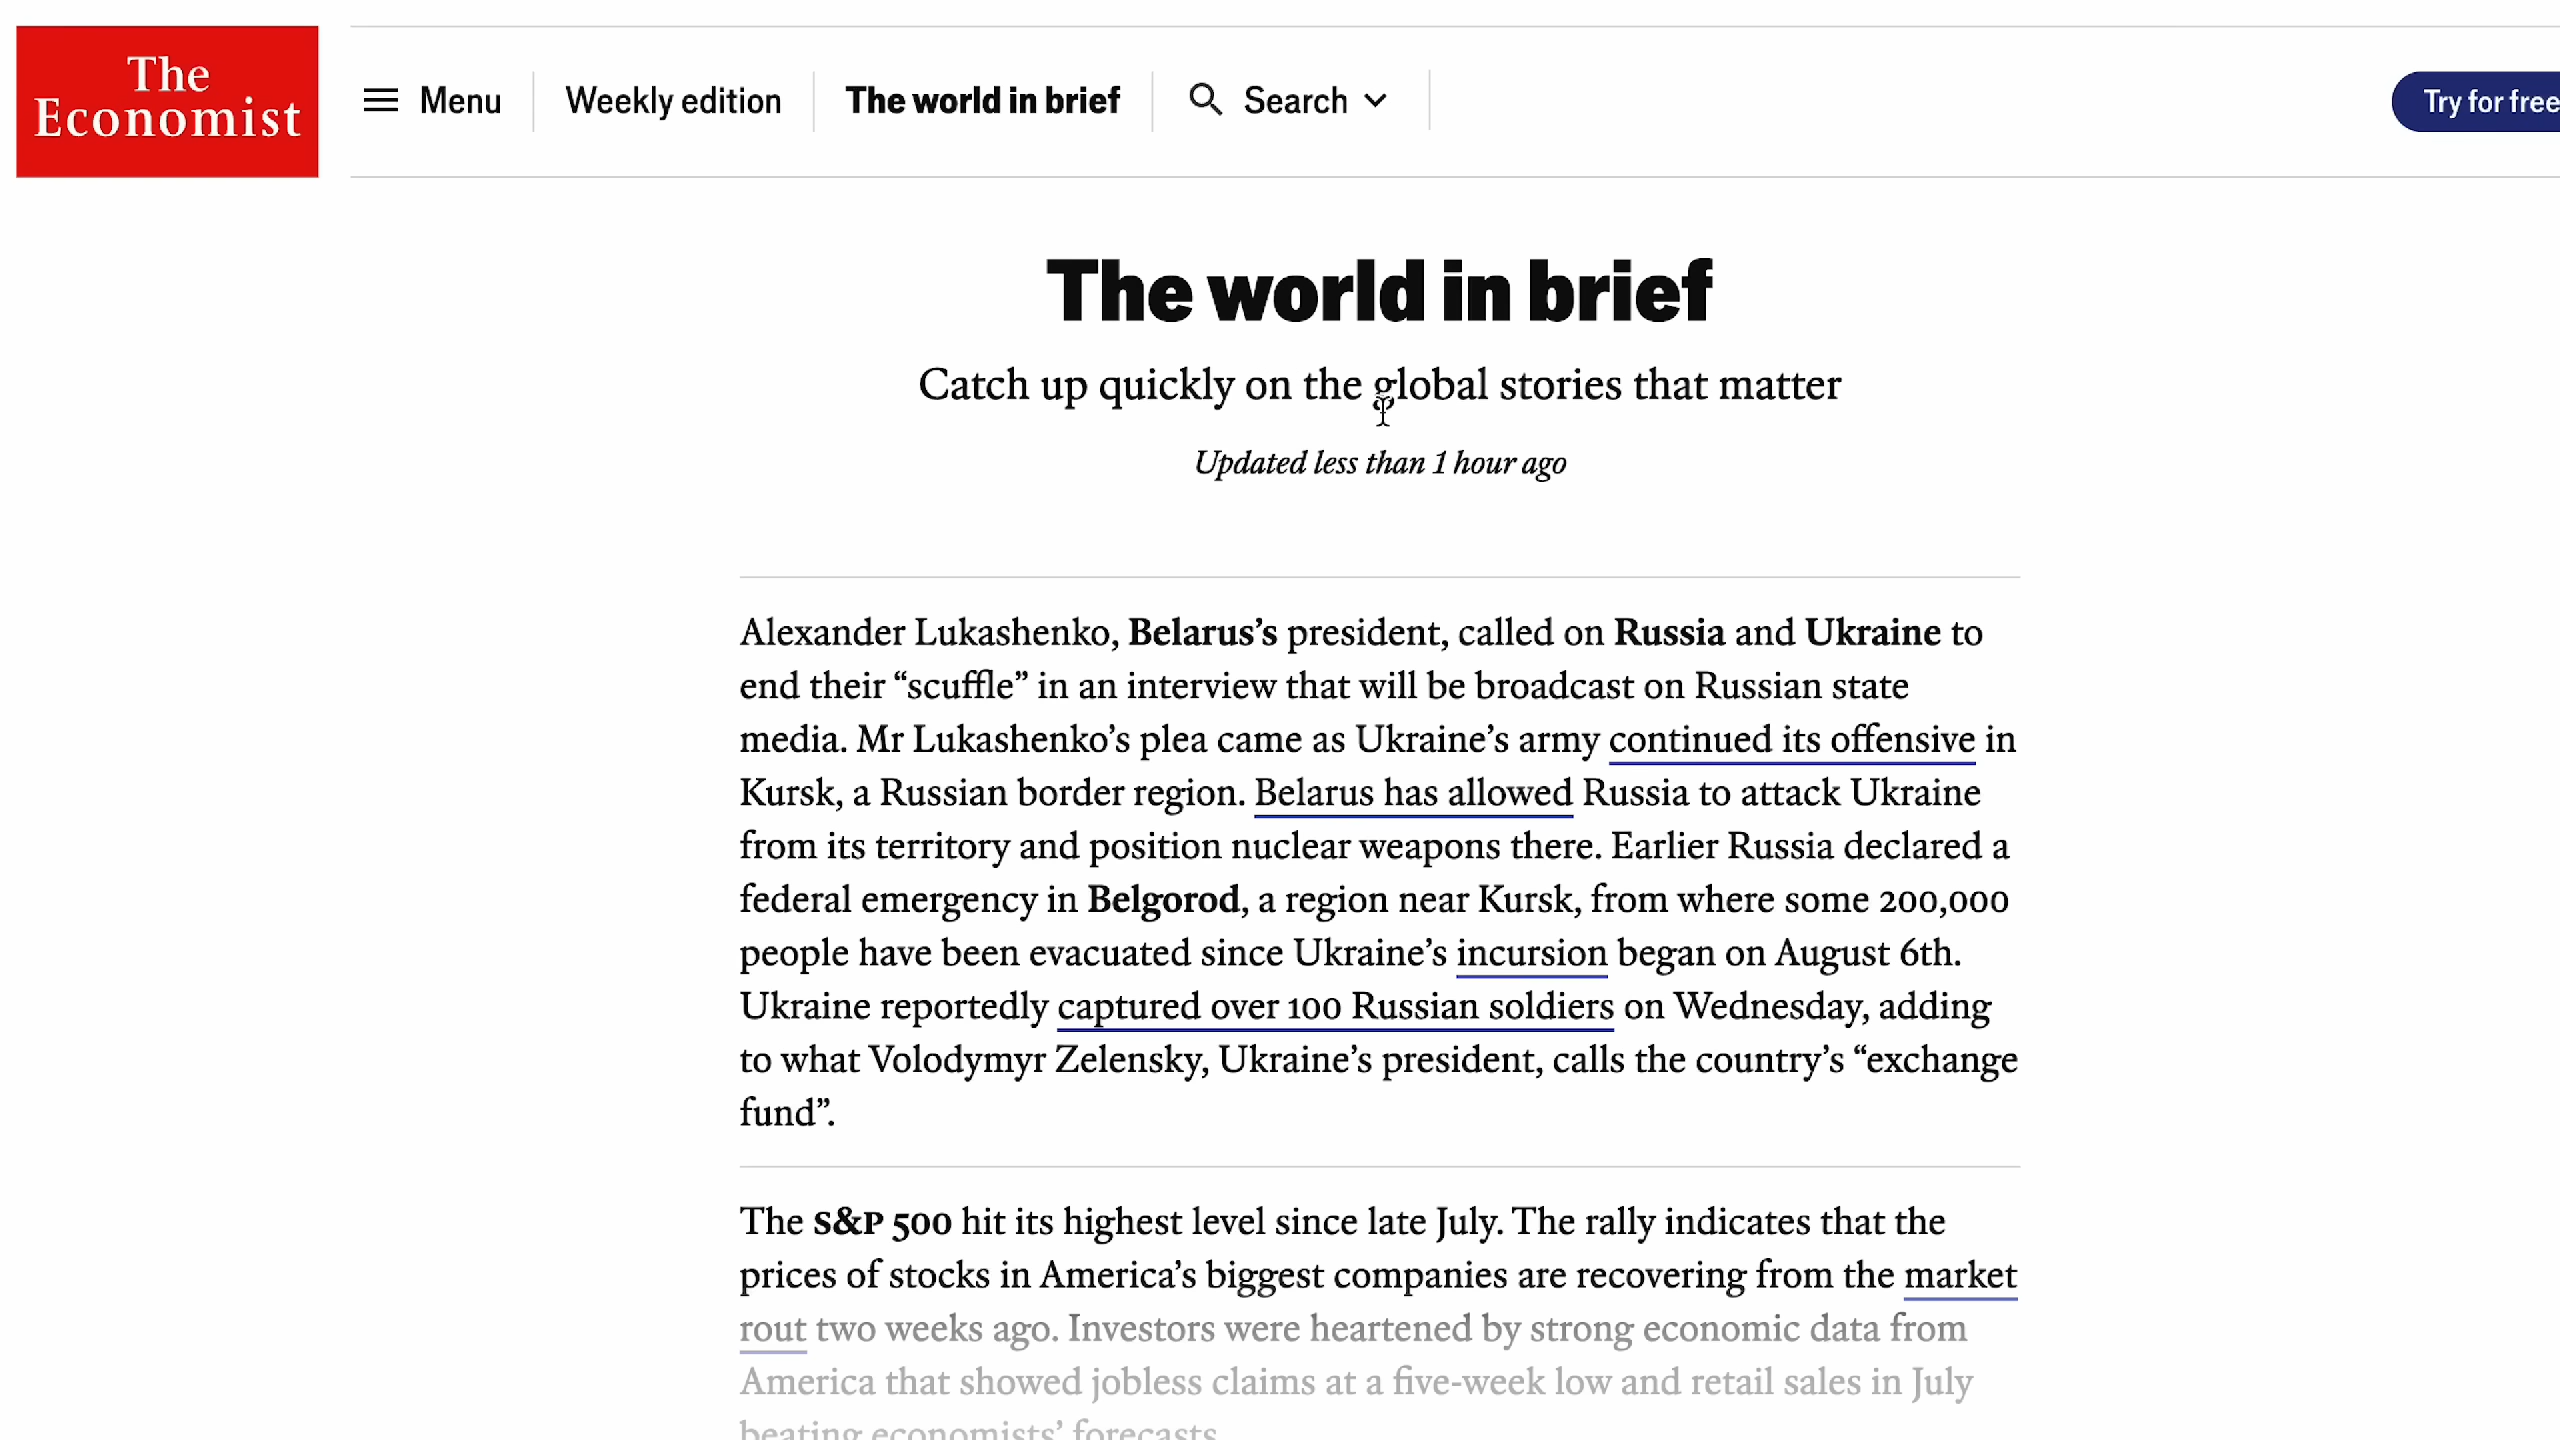 The
Economist
Menu
Weekly edition
The world in brief
Search
Try for free
The world in brief
Catch up quickly on the global stories that matter
Updated less than 1 hour ago
Alexander Lukashenko, Belarus’s president, called on Russia and Ukraine to
end their “scuffle” in an interview that will be broadcast on Russian state
media. Mr Lukashenko’s plea came as Ukraine’s army continued its offensive in
Kursk, a Russian border region. Belarus has allowed Russia to attack Ukraine
from its territory and position nuclear weapons there. Earlier Russia declared a
federal emergency in Belgorod, a region near Kursk, from where some 200,000
people have been evacuated since Ukraine’s incursion began on August 6th.
Ukraine reportedly captured over 100 Russian soldiers on Wednesday, adding
to what Volodymyr Zelensky, Ukraine’s president, calls the country’s “exchange
fund”.
The S&P 500 hit its highest level since late July. The rally indicates that the
prices of stocks in America’s biggest companies are recovering from the market
rout two weeks ago. Investors were heartened by strong economic data from
America that showed jobless claims at a five-week low and retail sales in July
beating economists’ forecasts